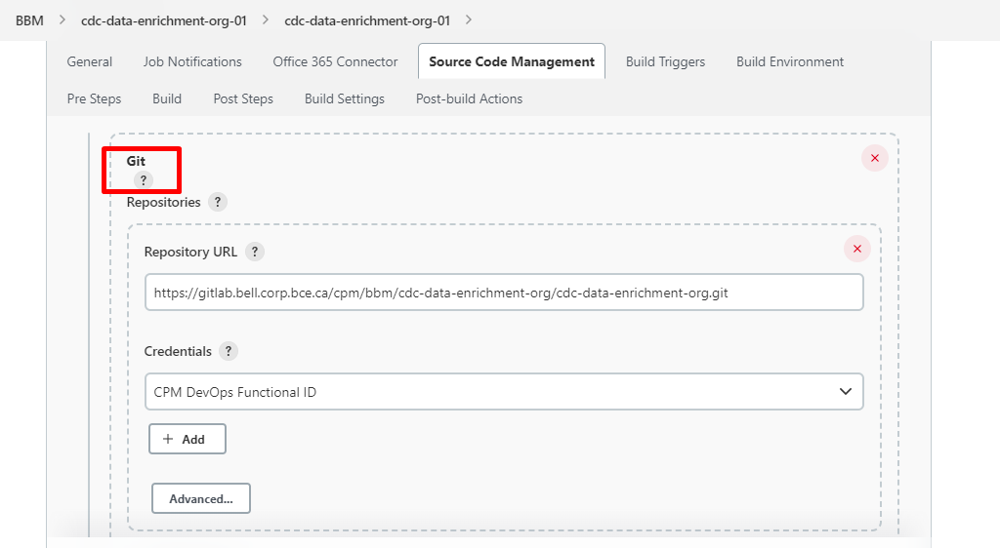 BBM > cdc-data-enrichment-org-01 > cdc-data-enrichment-org-01 >
General Job Notifications Office 365 Connector Source Code Management Build Triggers Build Environment
Pre Steps Build Post Steps Build Settings Post-build Actions
Git
?
Repositories ?
Repository URL ?
https://gitlab.bell.corp.bce.ca/cpm/bbm/cdc-data-enrichment-org/cdc-data-enrichment-org.git
Credentials ?
CPM DevOps Functional ID
+ Add
Advanced...